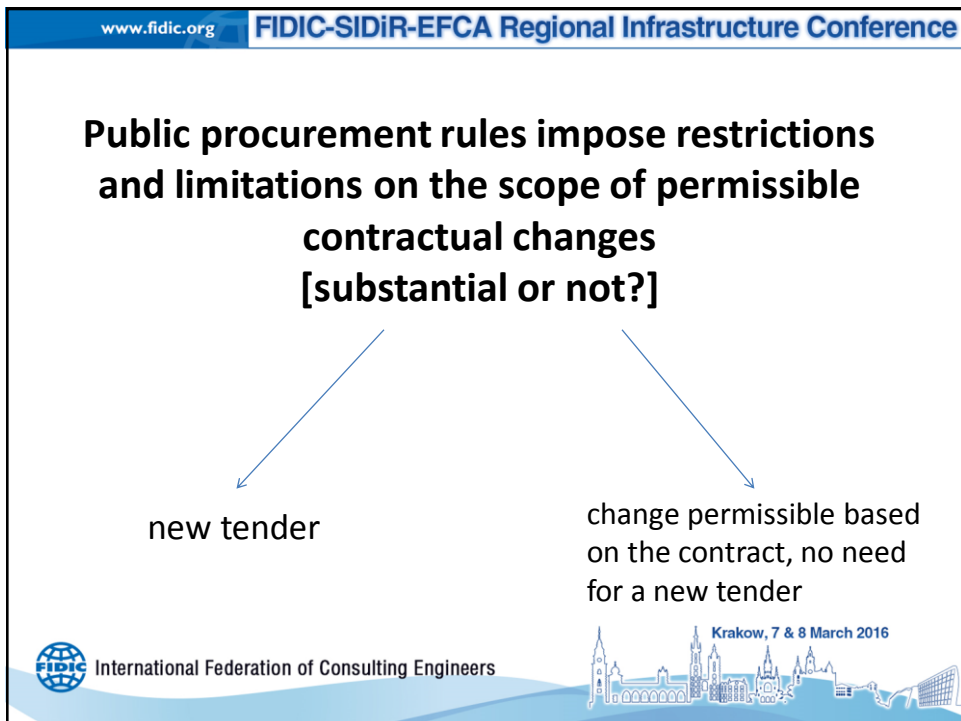 www.fidic.org FIDIC-SIDiR-EFCA Regional Infrastructure Conference
Public procurement rules impose restrictions
and limitations on the scope of permissible
contractual changes
[substantial or not?]
new tender
change permissible based
on the contract, no need
for a new tender
Krakow, 7 & 8 March 2016
FIDIC International Federation of Consulting Engineers